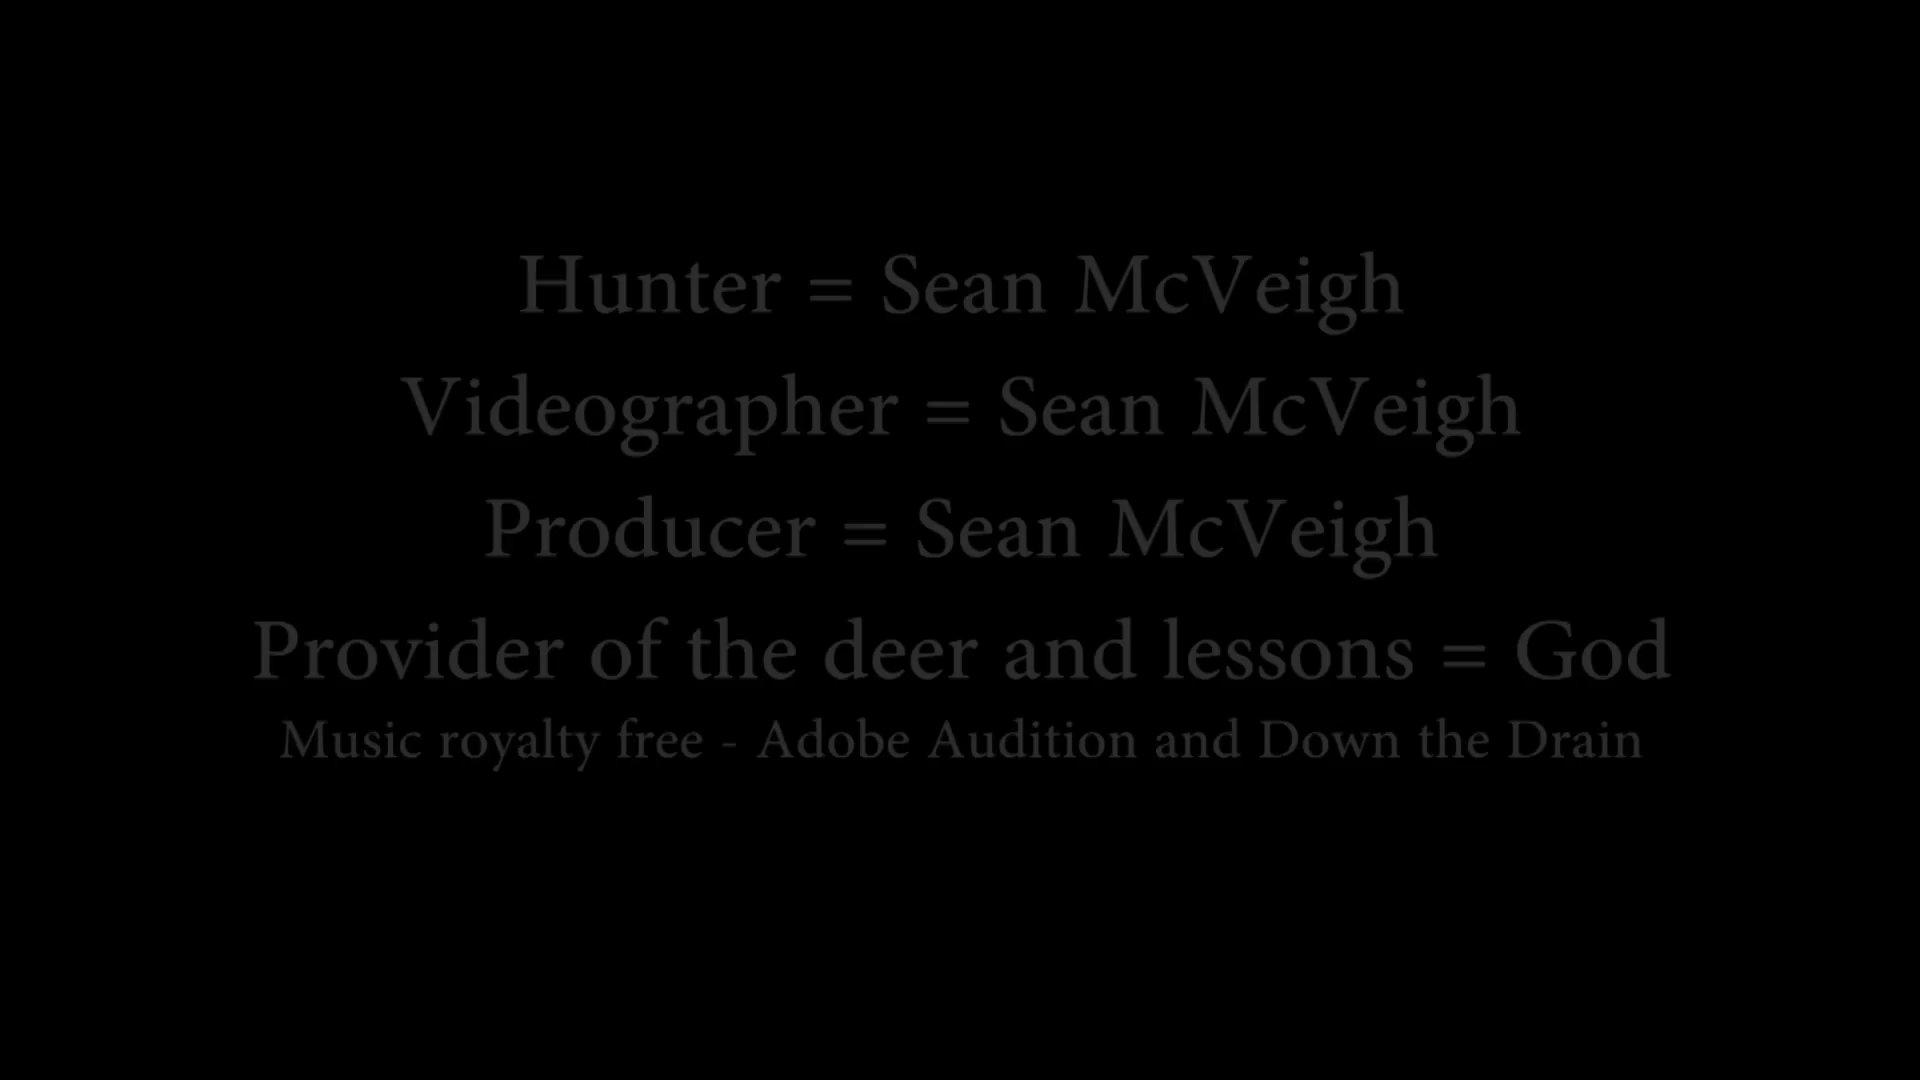 Hunter = Sean McVeigh
Videographer = Sean McVeigh
Producer = Sean McVeigh
Provider of the deer and lessons = God
Music royalty free - Adobe Audition and Down the Drain